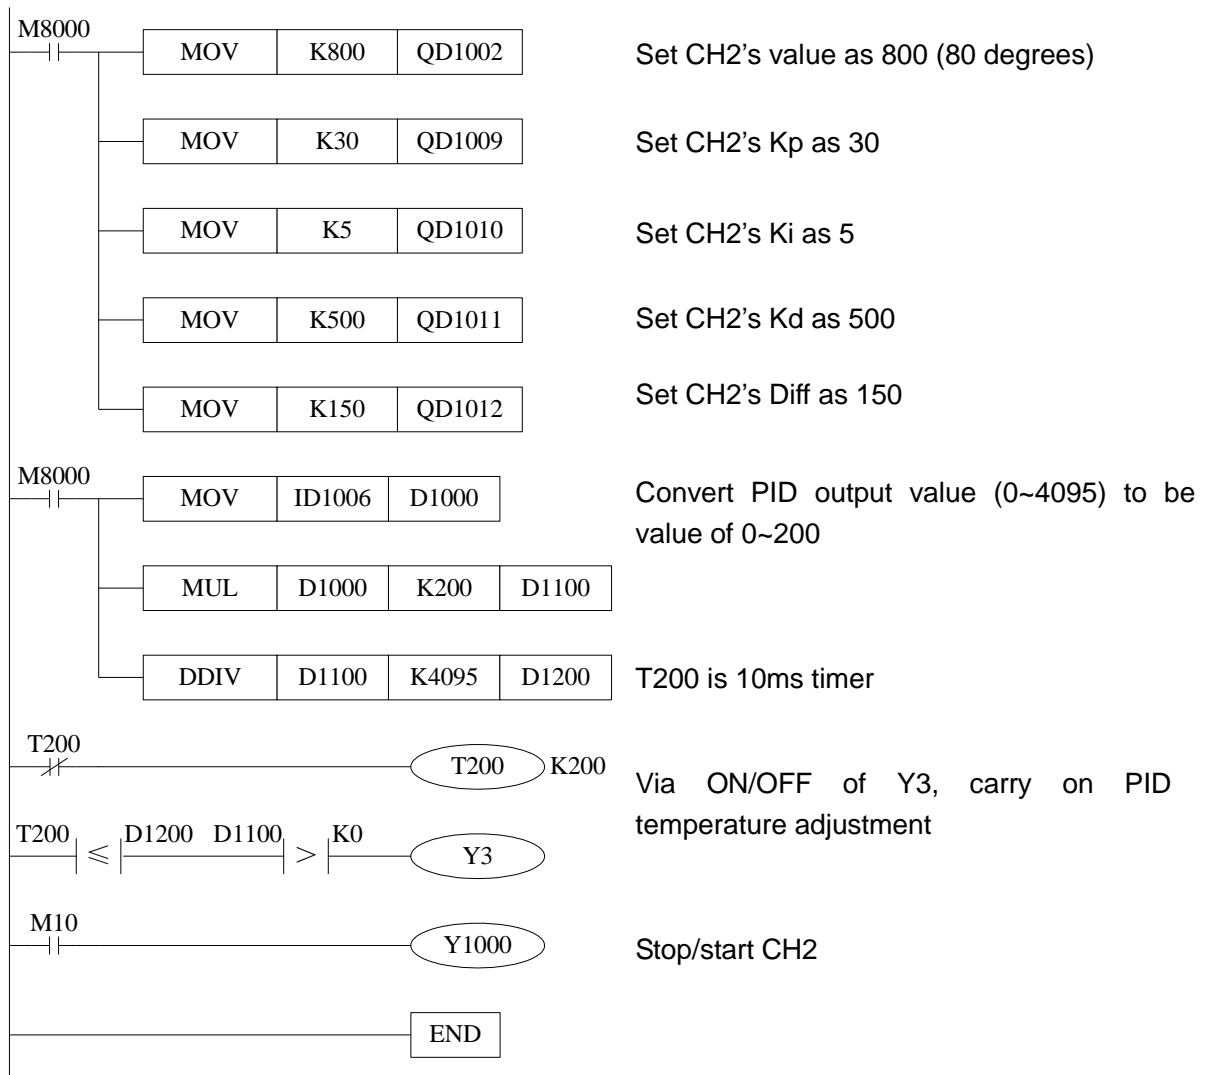 M8000
MOV K800 QD1002 Set CH2’s value as 800 (80 degrees)
MOV K30 QD1009 Set CH2’s Kp as 30
MOV K5 QD1010 Set CH2’s Ki as 5
MOV K500 QD1011 Set CH2’s Kd as 500
MOV K150 QD1012 Set CH2’s Diff as 150
M8000
MOV ID1006 D1000 Convert PID output value (0~4095) to be
value of 0~200
MUL D1000 K200 D1100
DDIV D1100 K4095 D1200 T200 is 10ms timer
T200
T200 K200
Via ON/OFF of Y3, carry on PID
temperature adjustment
T200 ≤ D1200 D1100 > K0
Y3
M10
Y1000 Stop/start CH2
END